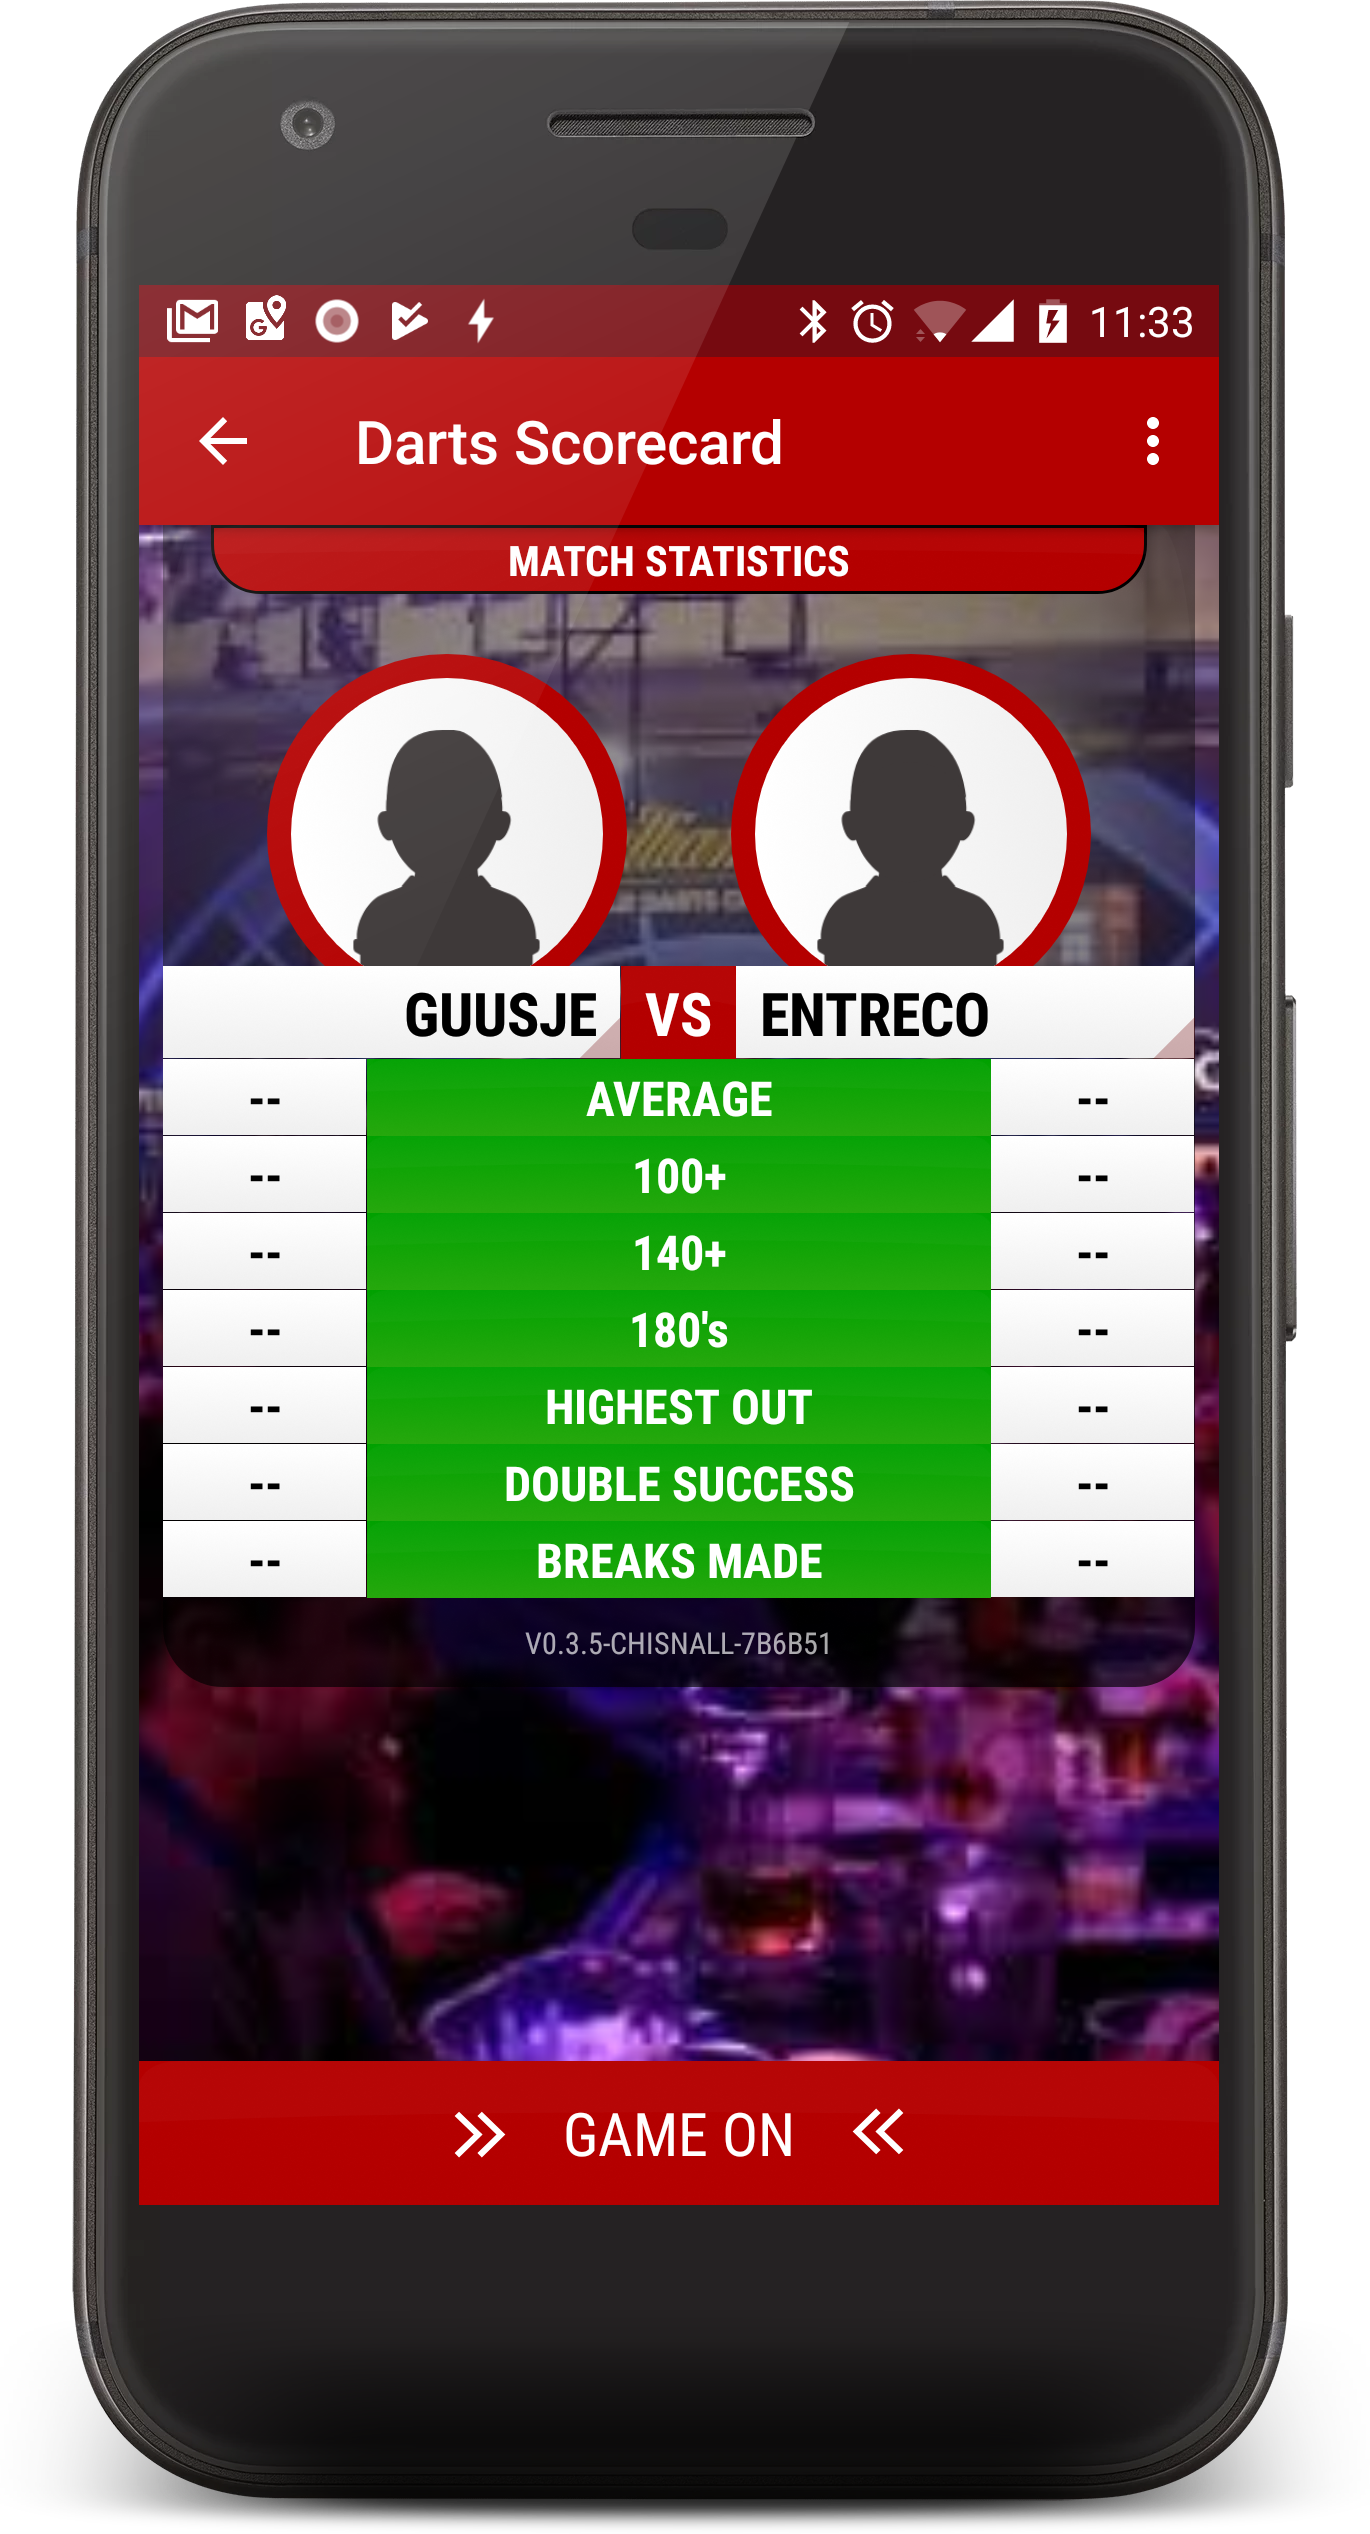 11:33
Darts Scorecard
MATCH STATISTICS
GUUSJE VS ENTRECO
-- AVERAGE --
-- 100+ --
-- 140+ --
-- 180's --
-- HIGHEST OUT --
-- DOUBLE SUCCESS --
-- BREAKS MADE --
V0.3.5-CHISNALL-7B6B51
GAME ON